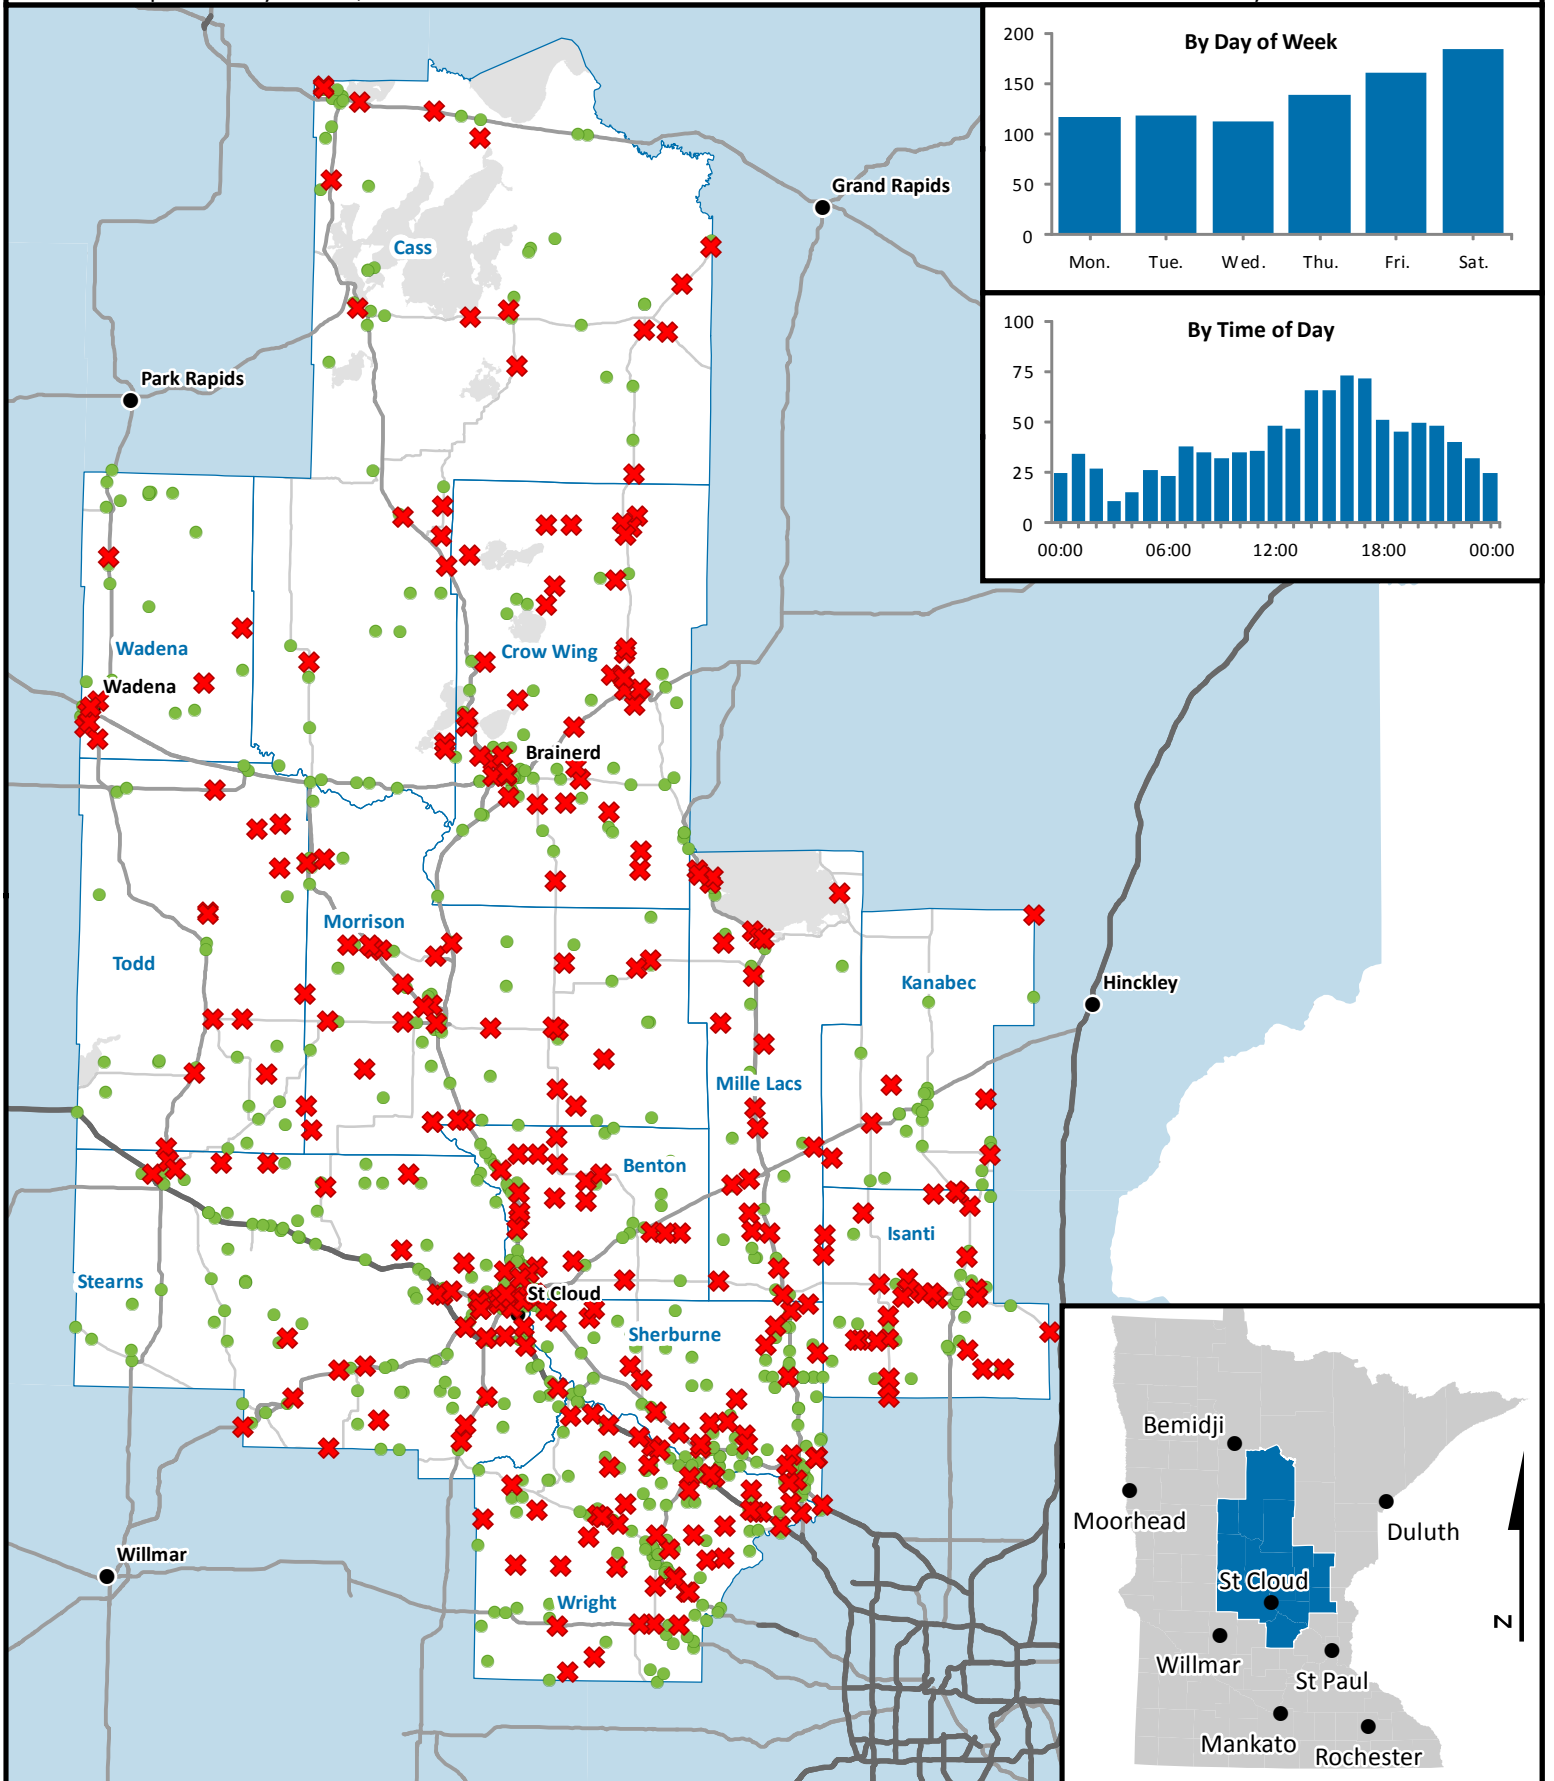 By Day of Week
200
150
100
50
0
Mon.
Tue.
Wed.
Thu.
Fri.
Sat.
By Time of Day
100
75
50
25
0
00:00
06:00
12:00
18:00
00:00
Grand Rapids
Cass
Park Rapids
Wadena
Wadena
Crow Wing
Brainerd
Morrison
Todd
Kanabec
Hinckley
Mille Lacs
Benton
Isanti
Stearns
St Cloud
Sherburne
Willmar
Wright
Bemidji
Moorhead
Duluth
St Cloud
Willmar
St Paul
Mankato
Rochester
N